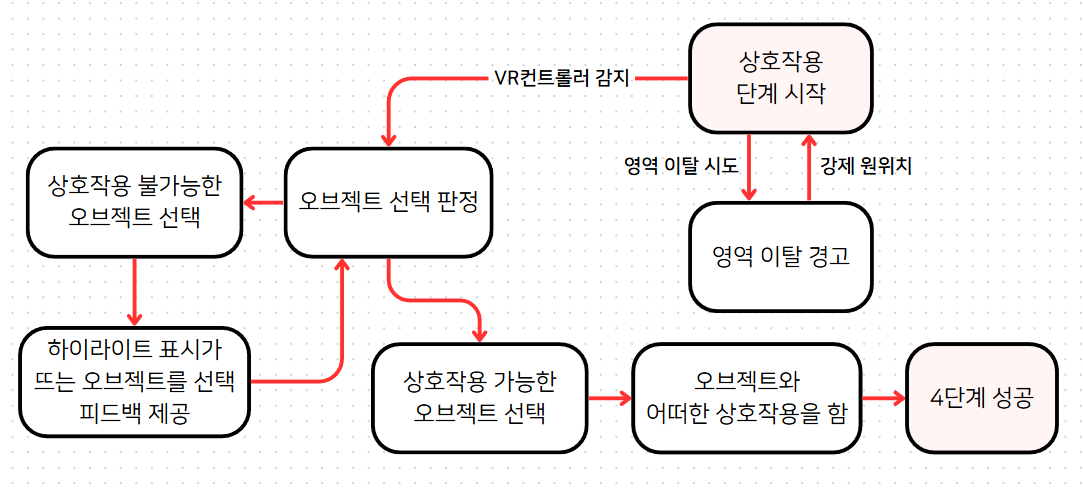 상호작용
단계 시작
VR컨트롤러 감지
영역 이탈 시도
강제 원위치
영역 이탈 경고
오브젝트 선택 판정
상호작용 불가능한
오브젝트 선택
하이라이트 표시가
뜨는 오브젝트를 선택
피드백 제공
상호작용 가능한
오브젝트 선택
오브젝트와
어떠한 상호작용을 함
4단계 성공